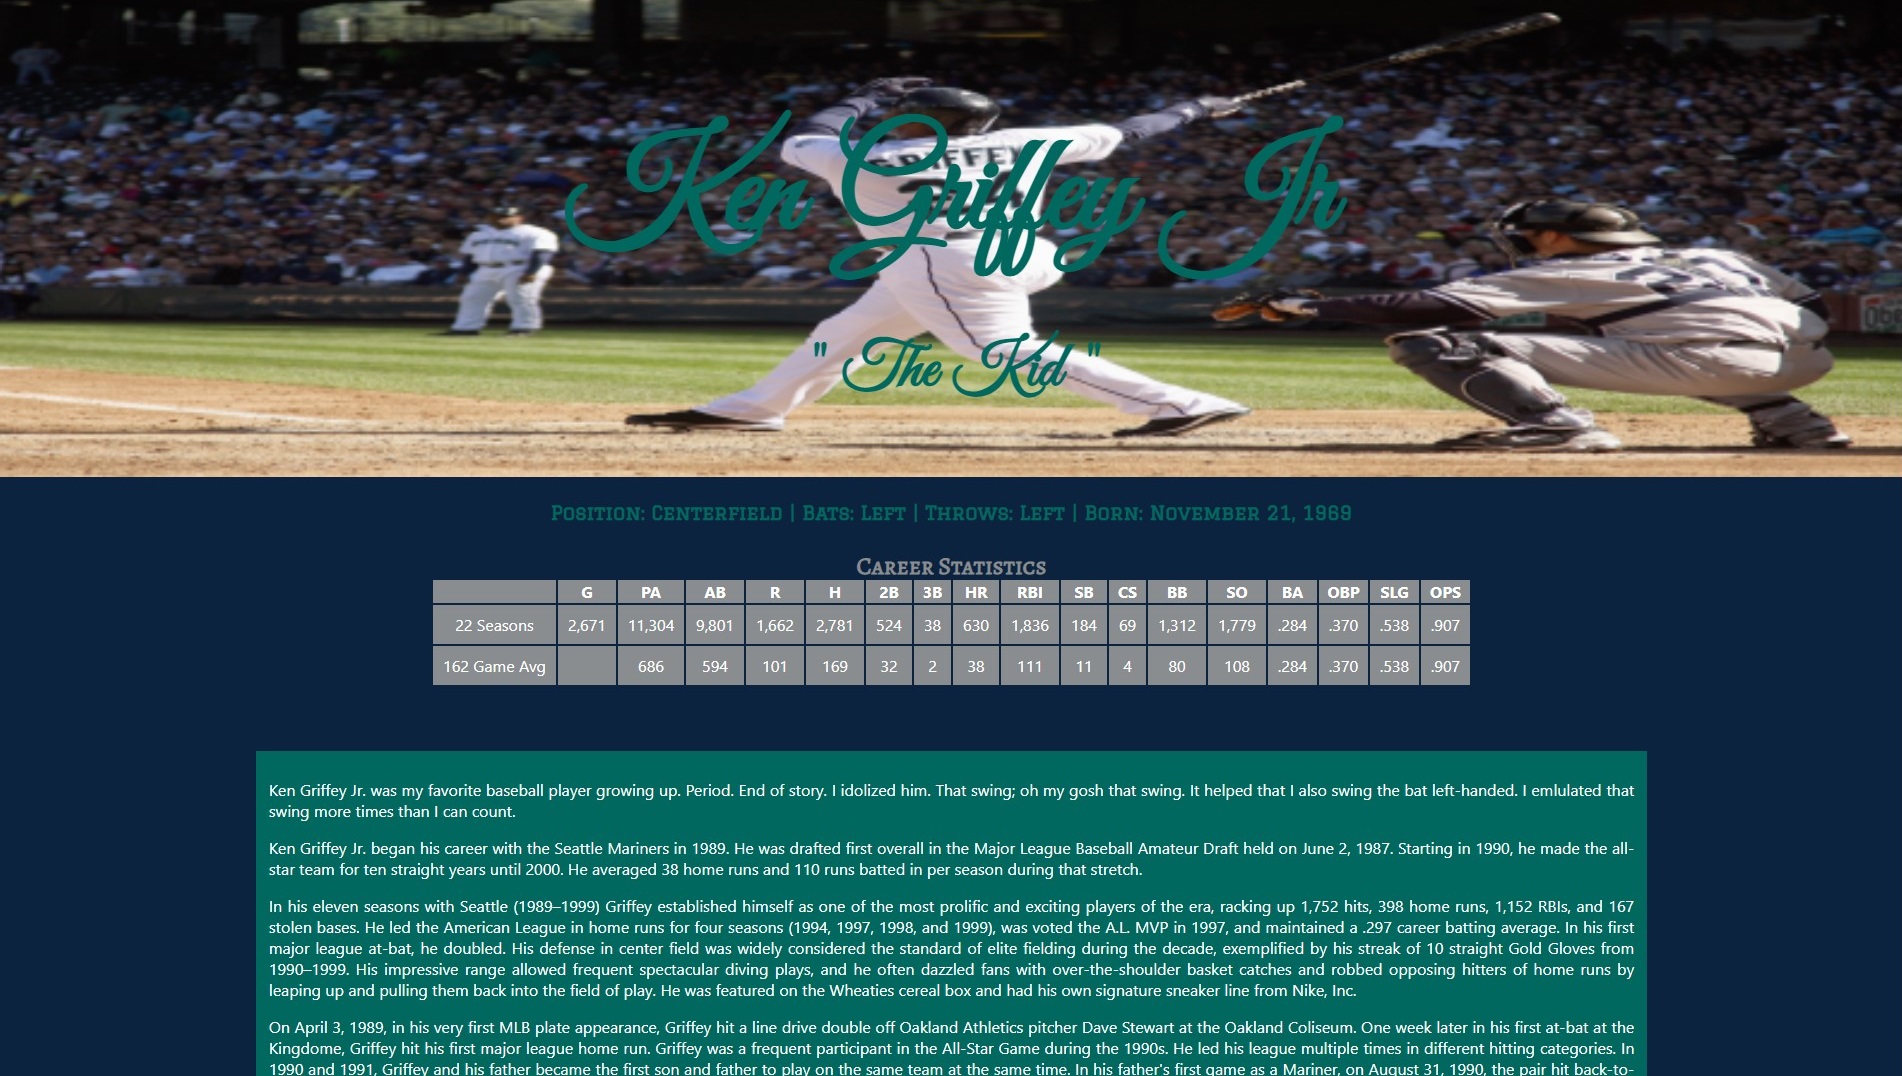 GRIFFEY
Ken Griffey Jr
" The Kid "
Position: Centerfield | Bats: Left | Throws: Left | Born: November 21, 1969
Career Statistics
G PA AB R H 2B 3B HR RBI SB CS BB SO BA OBP SLG OPS
22 Seasons 2,671 11,304 9,801 1,662 2,781 524 38 630 1,836 184 69 1,312 1,779 .284 .370 .538 .907
162 Game Avg 686 594 101 169 32 2 38 111 11 4 80 108 .284 .370 .538 .907
Ken Griffey Jr. was my favorite baseball player growing up. Period. End of story. I idolized him. That swing; oh my gosh that swing. It helped that I also swing the bat left-handed. I emlulated that
swing more times than I can count.
Ken Griffey Jr. began his career with the Seattle Mariners in 1989. He was drafted first overall in the Major League Baseball Amateur Draft held on June 2, 1987. Starting in 1990, he made the all-
star team for ten straight years until 2000. He averaged 38 home runs and 110 runs batted in per season during that stretch.
In his eleven seasons with Seattle (1989–1999) Griffey established himself as one of the most prolific and exciting players of the era, racking up 1,752 hits, 398 home runs, 1,152 RBIs, and 167
stolen bases. He led the American League in home runs for four seasons (1994, 1997, 1998, and 1999), was voted the A.L. MVP in 1997, and maintained a .297 career batting average. In his first
major league at-bat, he doubled. His defense in center field was widely considered the standard of elite fielding during the decade, exemplified by his streak of 10 straight Gold Gloves from
1990–1999. His impressive range allowed frequent spectacular diving plays, and he often dazzled fans with over-the-shoulder basket catches and robbed opposing hitters of home runs by
leaping up and pulling them back into the field of play. He was featured on the Wheaties cereal box and had his own signature sneaker line from Nike, Inc.
On April 3, 1989, in his very first MLB plate appearance, Griffey hit a line drive double off Oakland Athletics pitcher Dave Stewart at the Oakland Coliseum. One week later in his first at-bat at the
Kingdome, Griffey hit his first major league home run. Griffey was a frequent participant in the All-Star Game during the 1990s. He led his league multiple times in different hitting categories. In
1990 and 1991, Griffey and his father became the first son and father to play on the same team at the same time. In his father's first game as a Mariner, on August 31, 1990, the pair hit back-to-